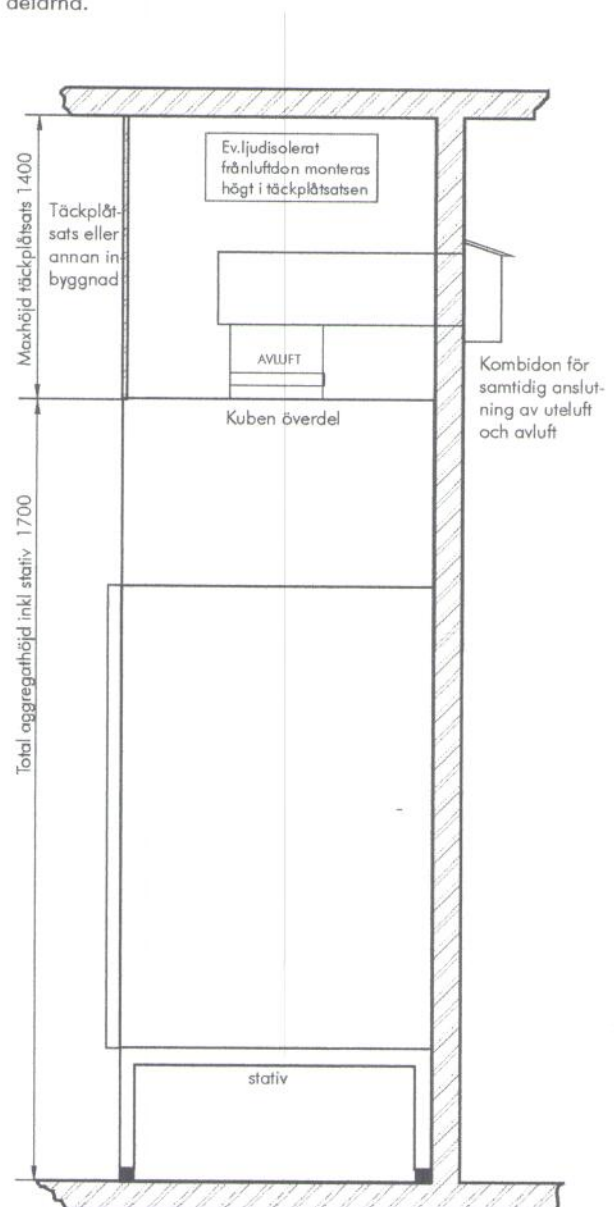 delarna.
Maxhöjd täckplåtsats 1400
Ev.ljudisolerat
frånluftdon monteras
högt i täckplåtsatsen
Täckplåt-
sats eller
annan in
byggnad
AVLUFT
Kuben överdel
Kombidon för
samtidig anslut-
ning av uteluft
och avluft
Total aggregathöjd inkl stativ 1700
stativ